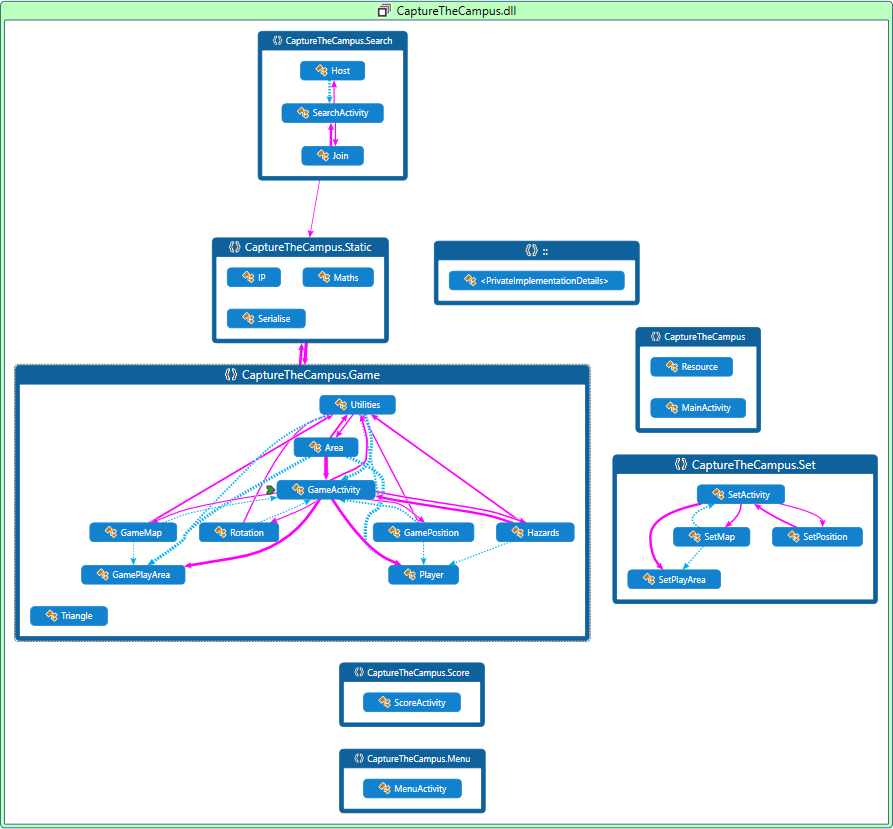 CaptureTheCampus.dll
CaptureTheCampus.Search
Host
SearchActivity
Join
CaptureTheCampus.Static
IP
Maths
Serialise
::
<PrivateImplementationDetails>
CaptureTheCampus
Resource
MainActivity
CaptureTheCampus.Game
Utilities
Area
GameActivity
GameMap
Rotation
GamePosition
Hazards
GamePlayArea
Player
Triangle
CaptureTheCampus.Set
SetActivity
SetMap
SetPosition
SetPlayArea
CaptureTheCampus.Score
ScoreActivity
CaptureTheCampus.Menu
MenuActivity